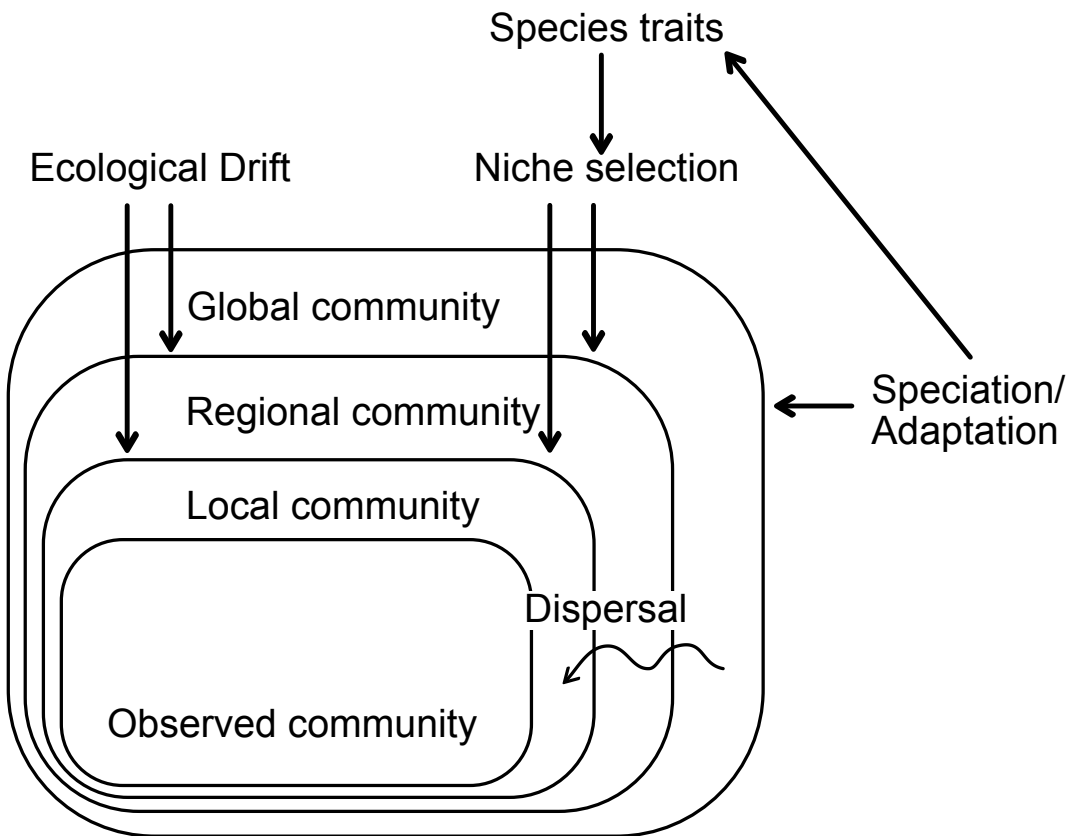 Species traits
Ecological Drift
Niche selection
Global community
Speciation/
Adaptation
Regional community
Local community
Dispersal
Observed community